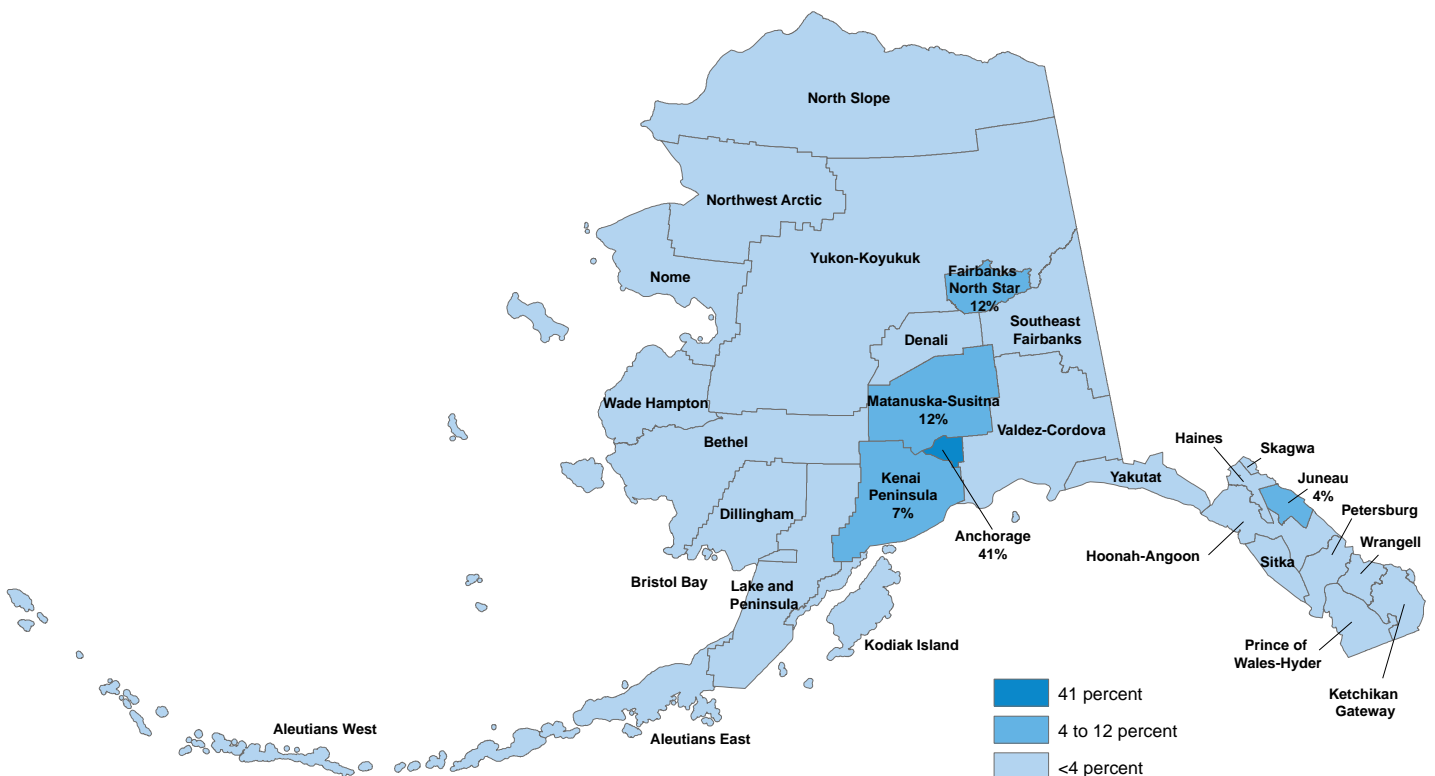 North Slope
Northwest Arctic
Nome
Yukon-Koyukuk
Fairbanks
North Star
12%
Southeast
Fairbanks
Denali
Wade Hampton
Matanuska-Susitna
12%
Bethel
Valdez-Cordova
Haines
Skagwa
Juneau
4%
Yakutat
Kenai
Peninsula
7%
Dillingham
Petersburg
Anchorage
41%
Wrangell
Hoonah-Angoon
Sitka
Bristol Bay
Lake and
Peninsula
Kodiak Island
Prince of
Wales-Hyder
Ketchikan
Gateway
Aleutians West
Aleutians East
41 percent
4 to 12 percent
<4 percent